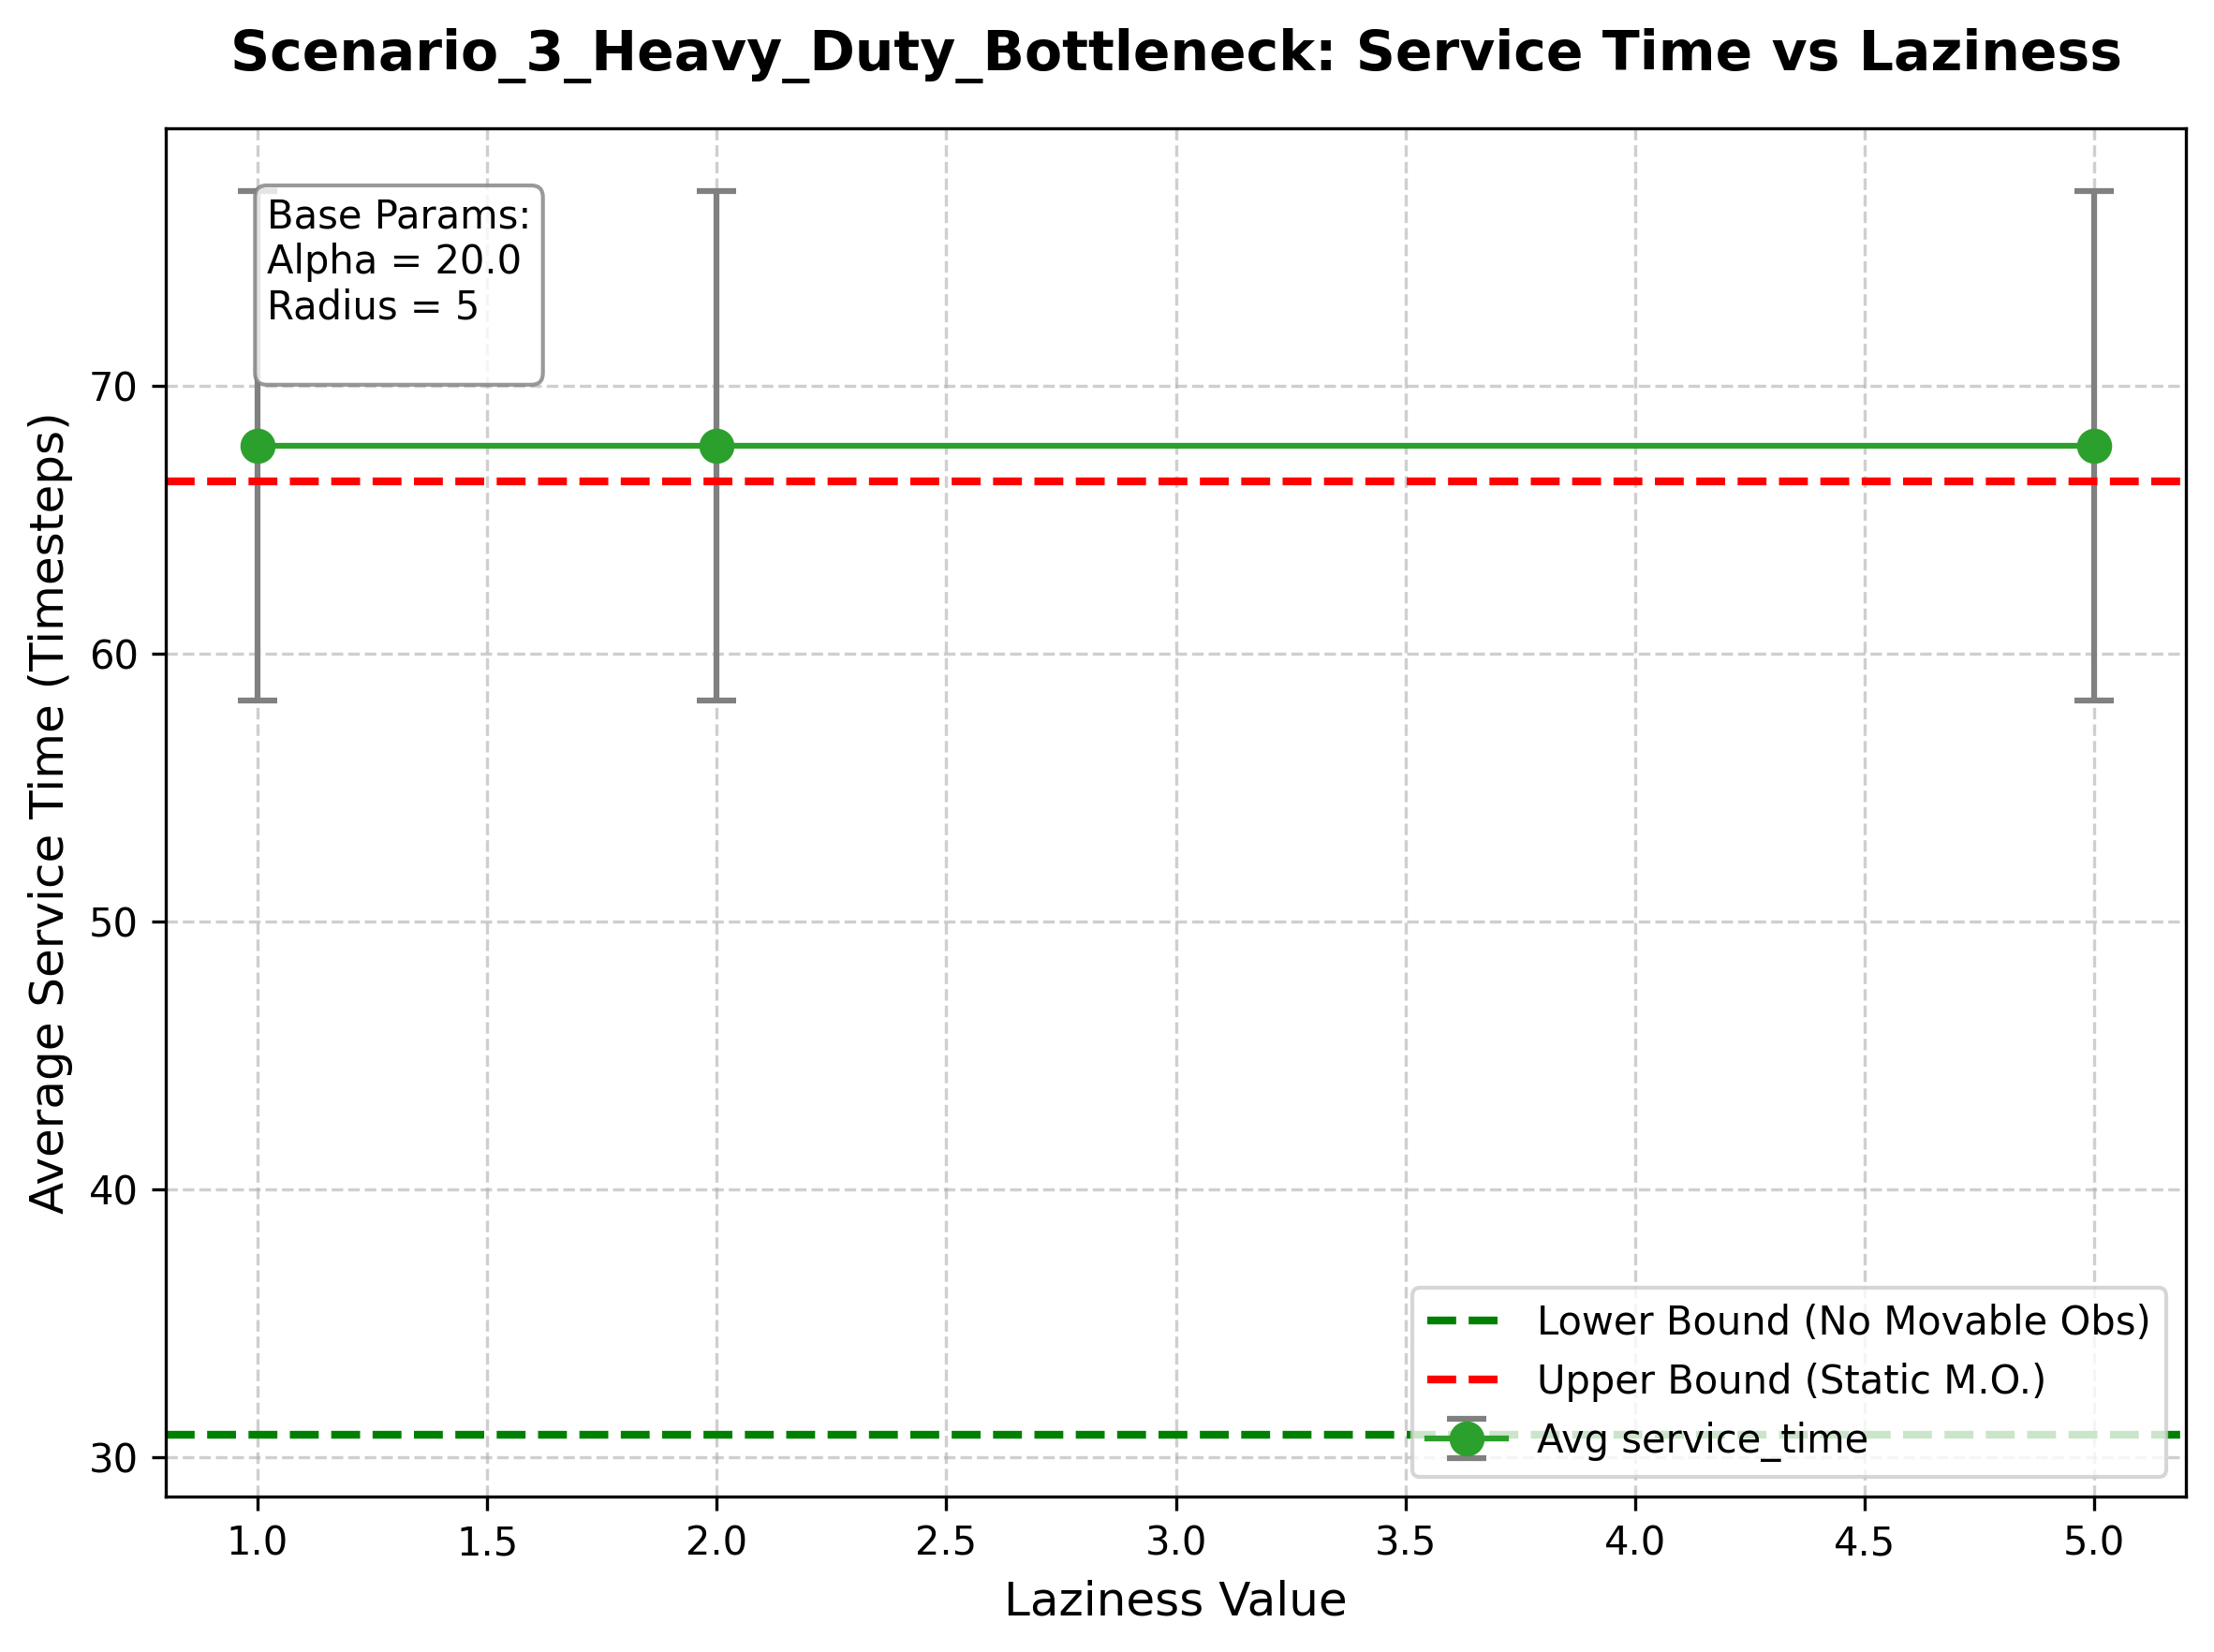 Scenario_3_Heavy_Duty_Bottleneck: Service Time vs Laziness
Base Params:
Alpha = 20.0
Radius = 5
Average Service Time (Timesteps)
70
60
50
40
30
Lower Bound (No Movable Obs)
Upper Bound (Static M.O.)
Avg service_time
1.0 1.5 2.0 2.5 3.0 3.5 4.0 4.5 5.0
Laziness Value